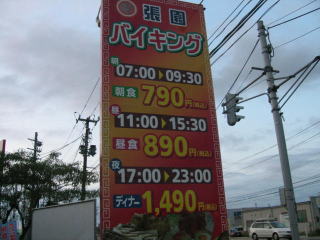 張園
バイキング
朝
07:00▶09:30
朝食 790円(税込)
昼
11:00▶15:30
昼食 890円(税込)
夜
17:00▶23:00
ディナー 1,490円(税込)